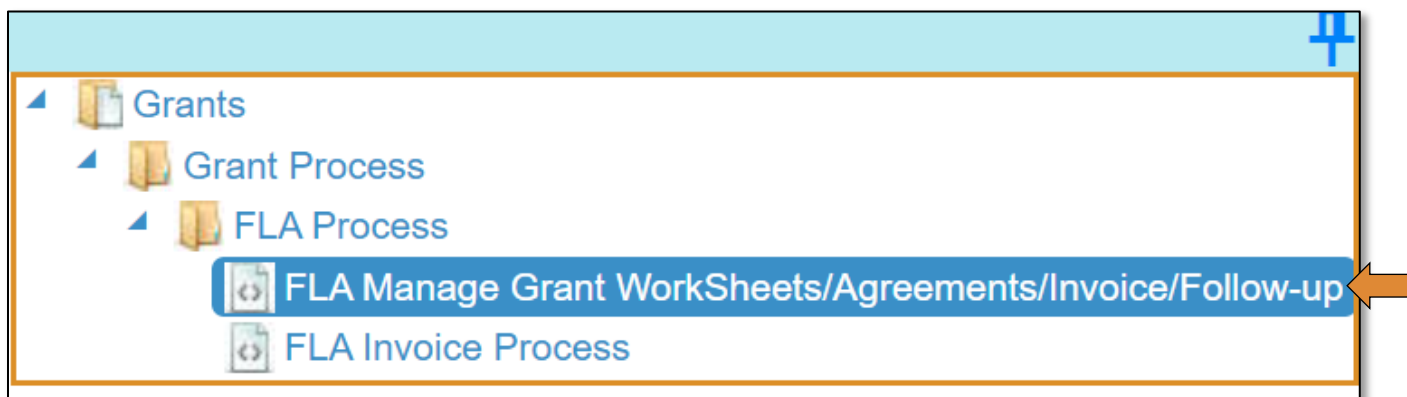 Grants
Grant Process
FLA Process
FLA Manage Grant WorkSheets/Agreements/Invoice/Follow-up
FLA Invoice Process